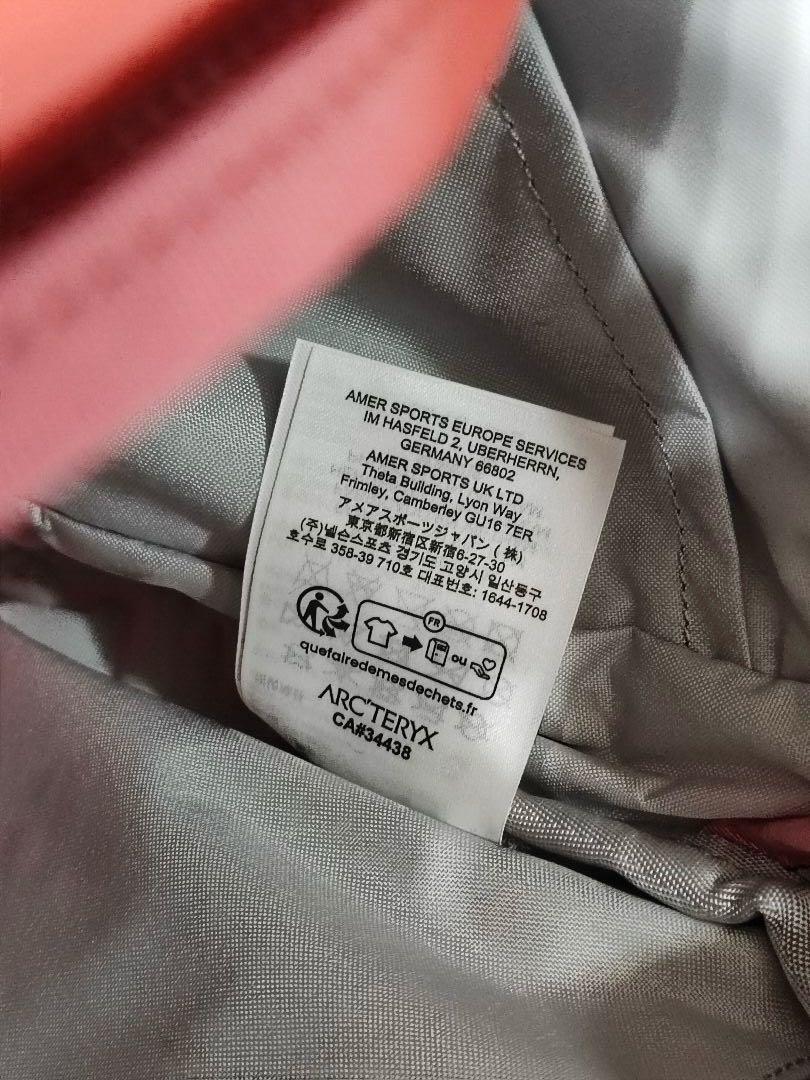 AMER SPORTS EUROPE SERVICES
IM HASFELD 2, UBERHERRN,
GERMANY 66802
AMER SPORTS UK LTD
Theta Building, Lyon Way
Frimley, Camberley GU16 7ER
アメアスポーツジャパン（株）
東京都新宿区新宿6-27-30
(주)넬슨스포츠 경기도 고양시 일산동구
호수로 358-39 710호 대표번호: 1644-1708
FR
ou
quefairedemesdechets.fr
ARC'TERYX
CA#34438